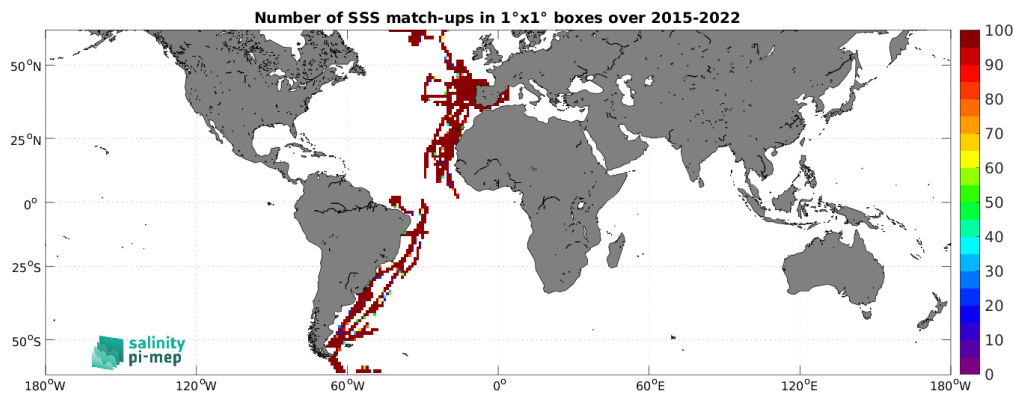 Number of SSS match-ups in 1°x1° boxes over 2015-2022
50°N
25°N
0°
25°S
50°S
180°W
120°W
60°W
0°
60°E
120°E
180°W
100
90
80
70
60
50
40
30
20
10
0
salinity
pi-mep